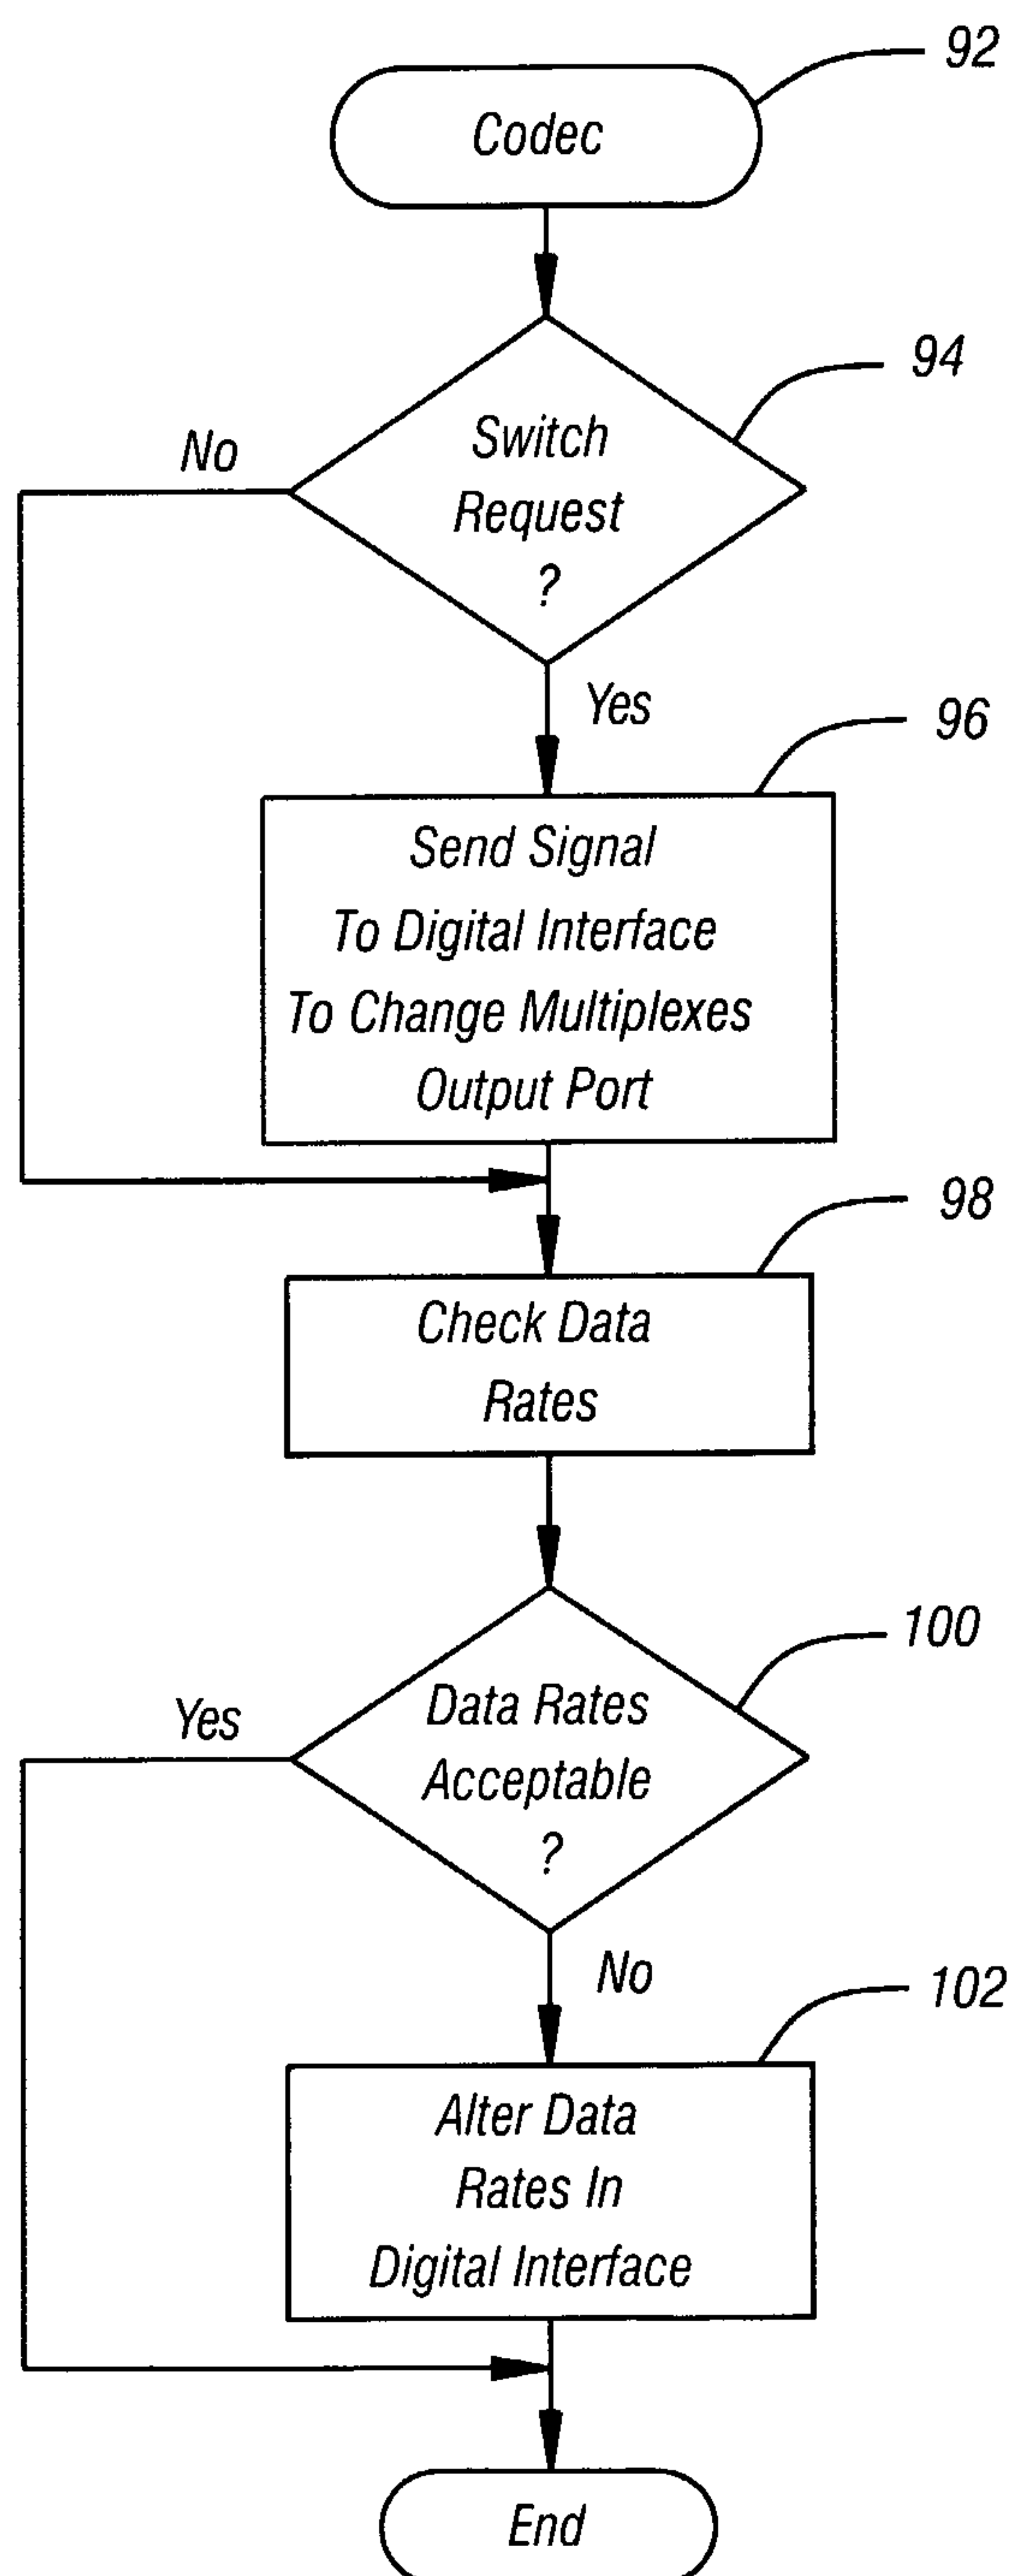 92
Codec
94
Switch
Request
?
No
Yes
96
Send Signal
To Digital Interface
To Change Multiplexes
Output Port
98
Check Data
Rates
100
Data Rates
Acceptable
?
Yes
No
102
Alter Data
Rates In
Digital Interface
End